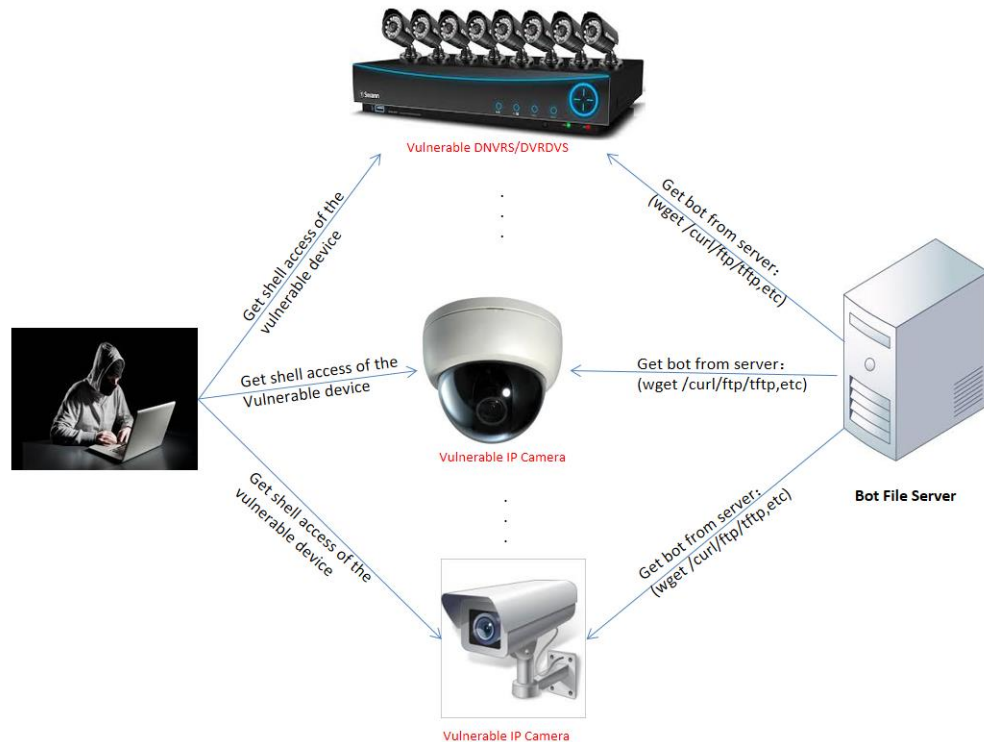 Swann
Vulnerable DNVRS/DVRDVS
Get shell access of the
vulnerable device
Get bot from server:
(wget /curl/ftp/tftp,etc)
Get shell access of the
Vulnerable device
Get bot from server:
(wget /curl/ftp/tftp,etc)
Vulnerable IP Camera
Bot File Server
Get shell access of the
vulnerable device
Get bot from server:
(wget /curl/ftp/tftp,etc)
Vulnerable IP Camera